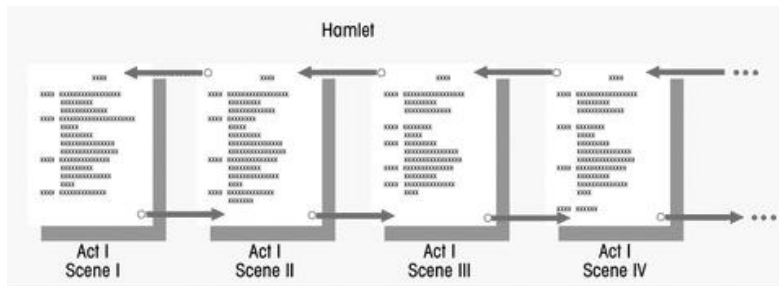 Hamlet
Act I
Scene I
Act I
Scene II
Act I
Scene III
Act I
Scene IV